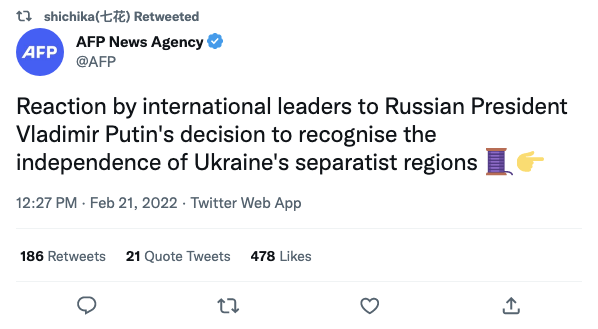 shichika(七花) Retweeted
AFP
AFP News Agency
@AFP
Reaction by international leaders to Russian President
Vladimir Putin's decision to recognise the
independence of Ukraine's separatist regions 🧵👉
12:27 PM · Feb 21, 2022 · Twitter Web App
186 Retweets 21 Quote Tweets 478 Likes